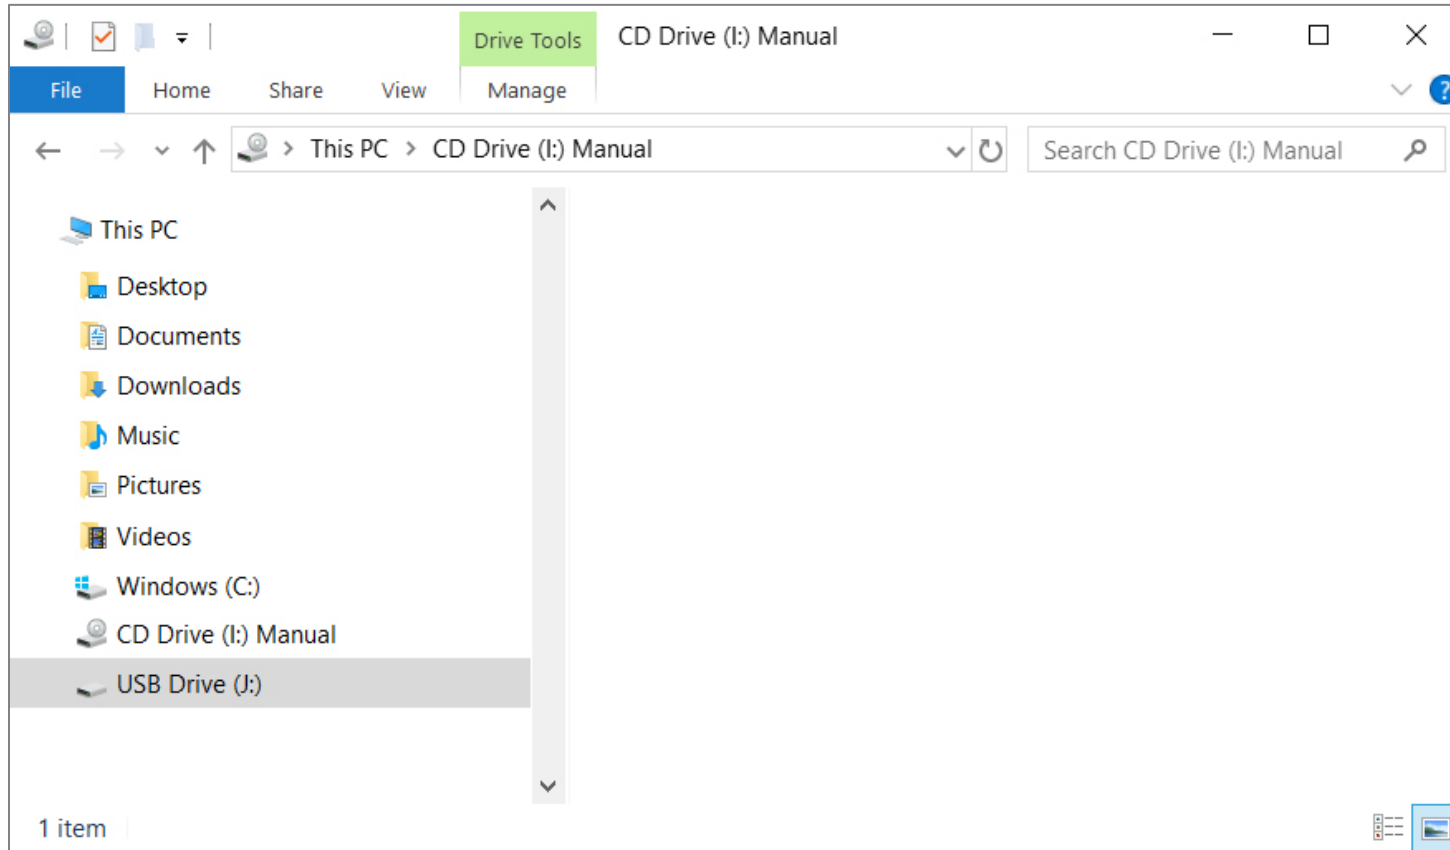 Drive Tools CD Drive (I:) Manual
File Home Share View Manage ?
This PC > CD Drive (I:) Manual Search CD Drive (I:) Manual
This PC
Desktop
Documents
Downloads
Music
Pictures
Videos
Windows (C:)
CD Drive (I:) Manual
USB Drive (J:)
1 item